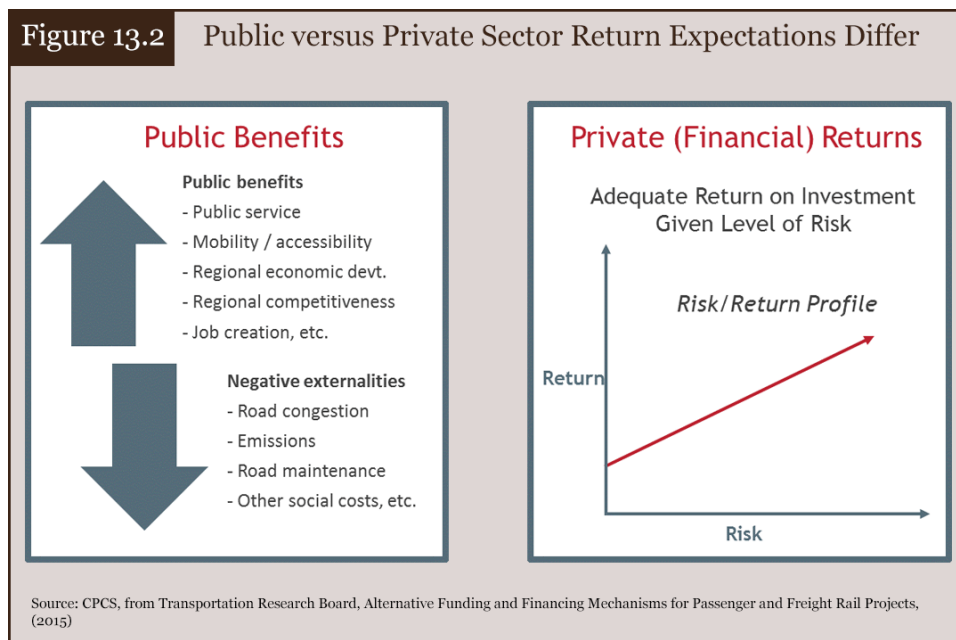 Figure 13.2 Public versus Private Sector Return Expectations Differ
Public Benefits
Public benefits
- Public service
- Mobility / accessibility
- Regional economic devt.
- Regional competitiveness
- Job creation, etc.
Negative externalities
- Road congestion
- Emissions
- Road maintenance
- Other social costs, etc.
Private (Financial) Returns
Adequate Return on Investment
Given Level of Risk
Risk/Return Profile
Return
Risk
Source: CPCS, from Transportation Research Board, Alternative Funding and Financing Mechanisms for Passenger and Freight Rail Projects,
(2015)